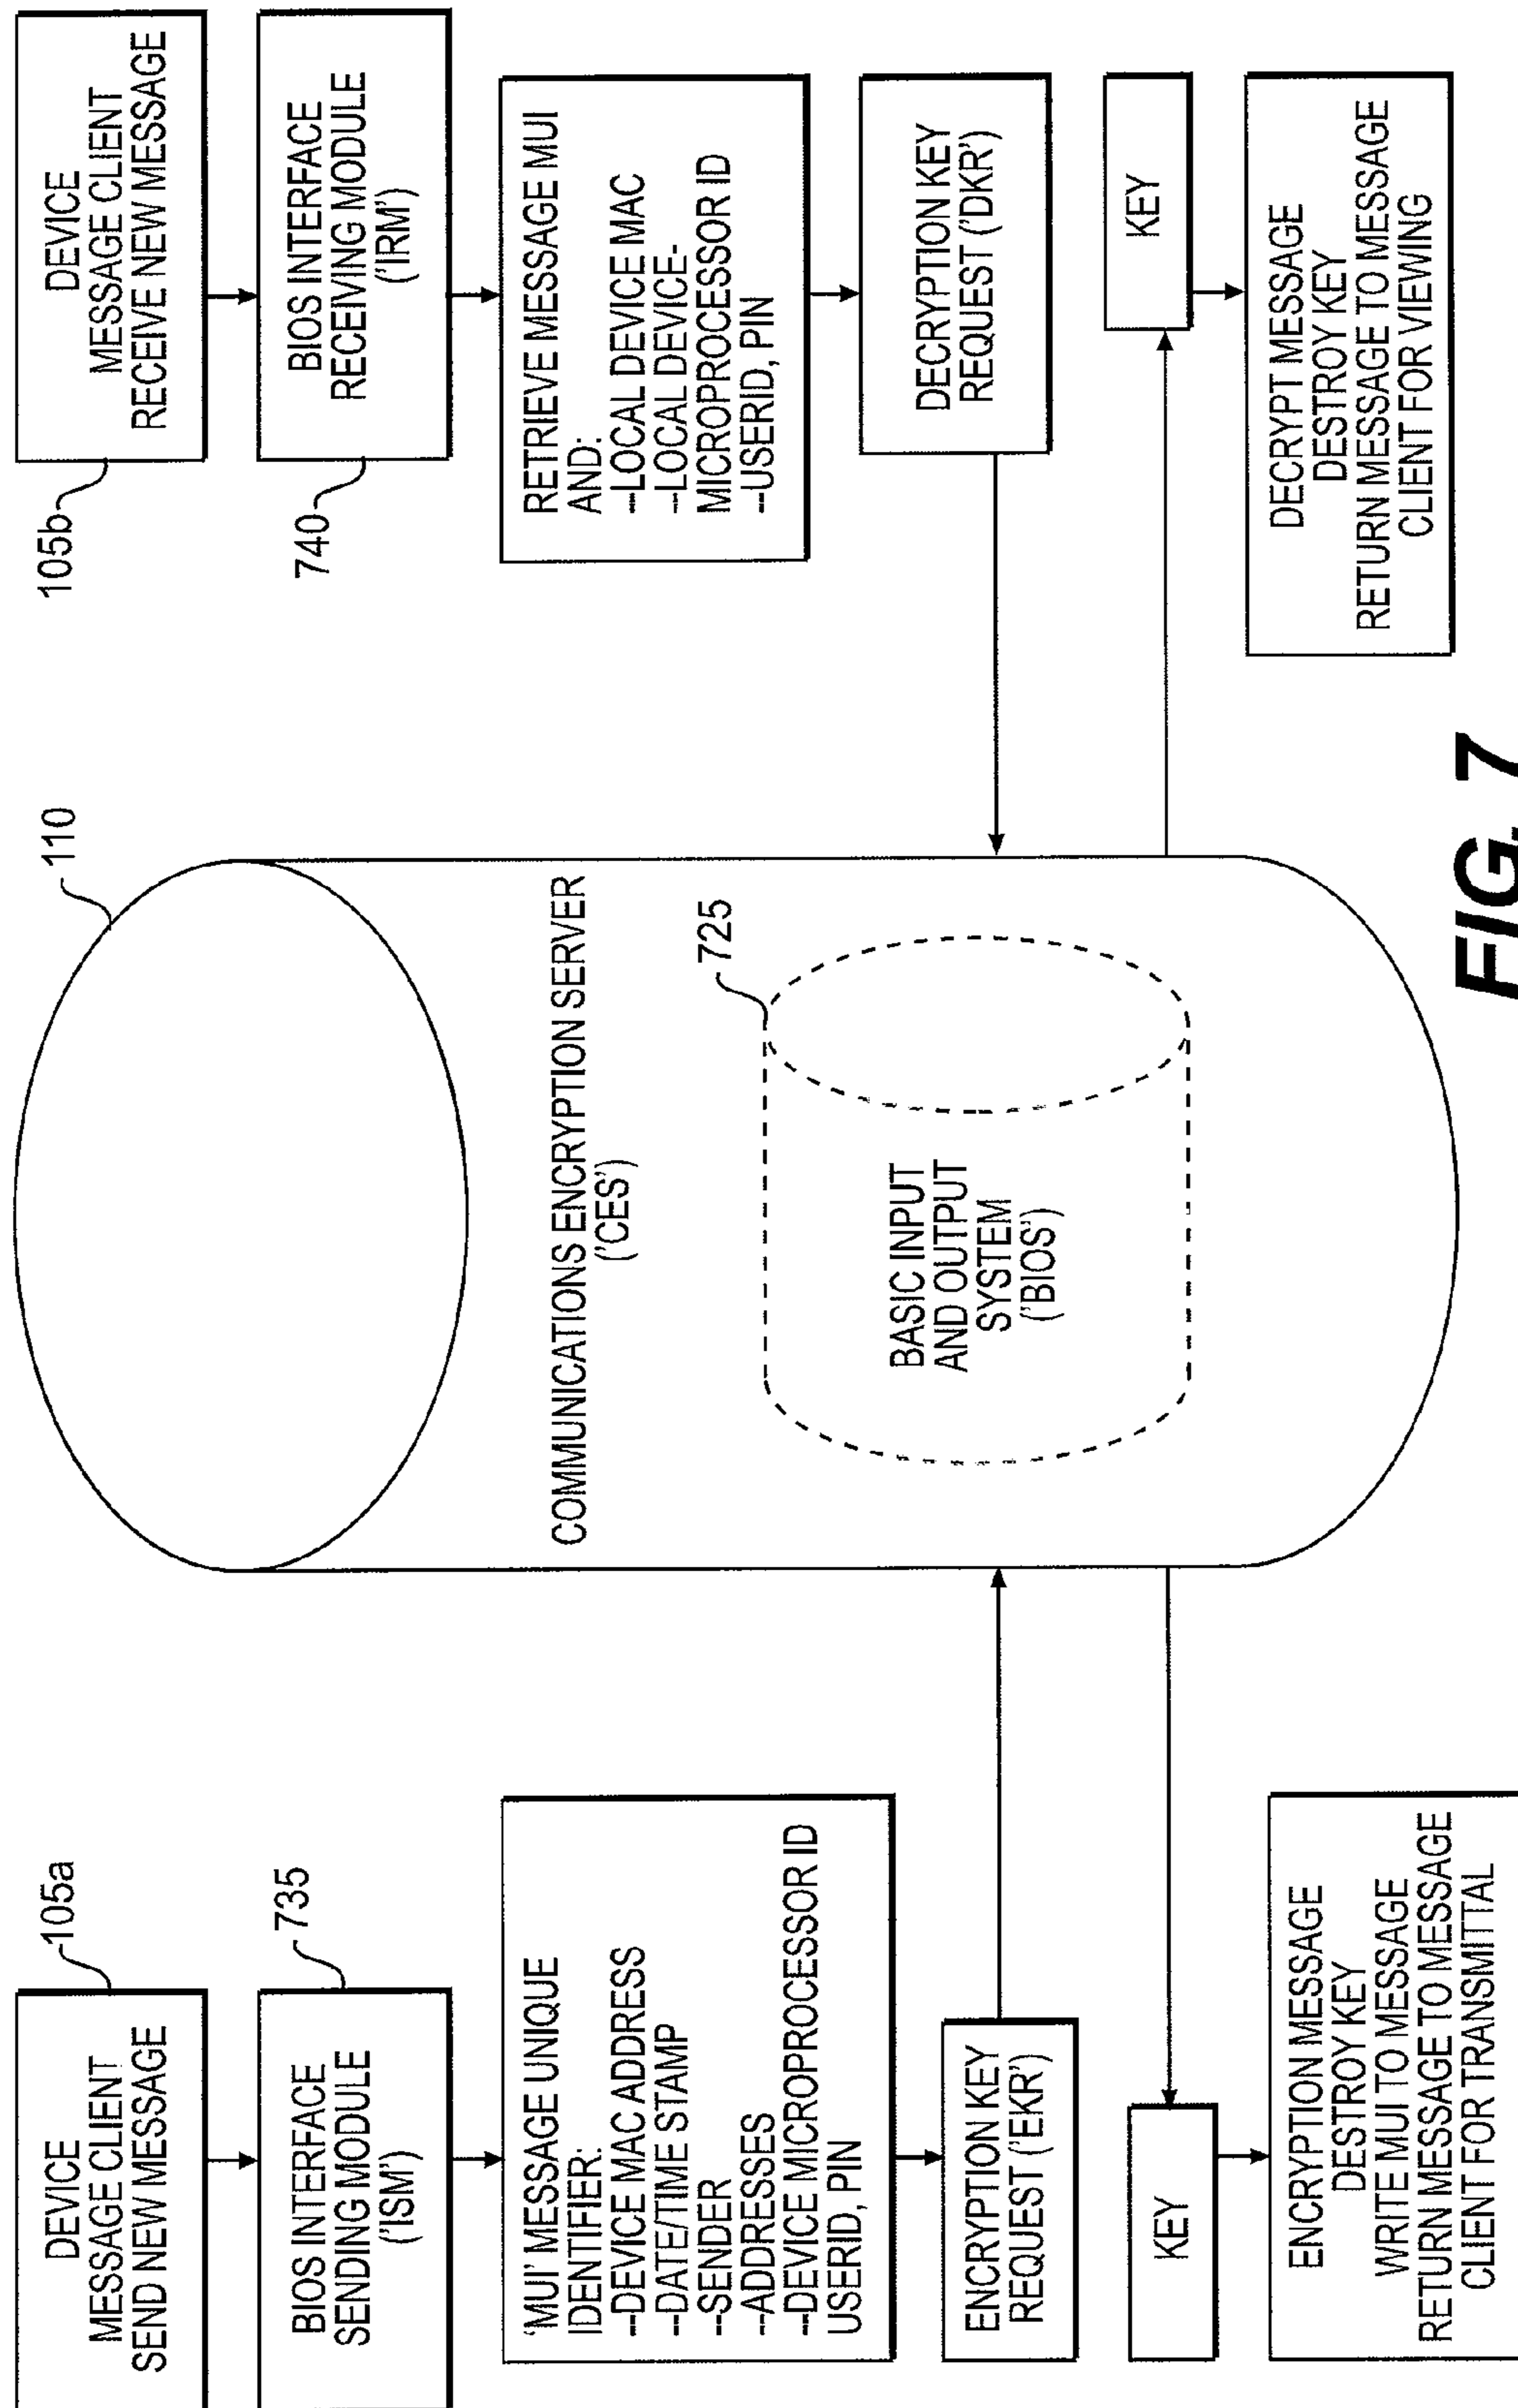 105a
DEVICE
MESSAGE CLIENT
SEND NEW MESSAGE
735
BIOS INTERFACE
SENDING MODULE
('ISM')
'MUI' MESSAGE UNIQUE
IDENTIFIER:
--DEVICE MAC ADDRESS
--DATE/TIME STAMP
--SENDER
--ADDRESSES
--DEVICE MICROPROCESSOR ID
USERID, PIN
ENCRYPTION KEY
REQUEST ('EKR')
KEY
ENCRYPTION MESSAGE
DESTROY KEY
WRITE MUI TO MESSAGE
RETURN MESSAGE TO MESSAGE
CLIENT FOR TRANSMITTAL
110
COMMUNICATIONS ENCRYPTION SERVER
('CES')
725
BASIC INPUT
AND OUTPUT
SYSTEM
('BIOS')
105b
DEVICE
MESSAGE CLIENT
RECEIVE NEW MESSAGE
740
BIOS INTERFACE
RECEIVING MODULE
('IRM')
RETRIEVE MESSAGE MUI
AND:
--LOCAL DEVICE MAC
--LOCAL DEVICE-
MICROPROCESSOR ID
--USERID, PIN
DECRYPTION KEY
REQUEST ('DKR')
KEY
DECRYPT MESSAGE
DESTROY KEY
RETURN MESSAGE TO MESSAGE
CLIENT FOR VIEWING
FIG. 7